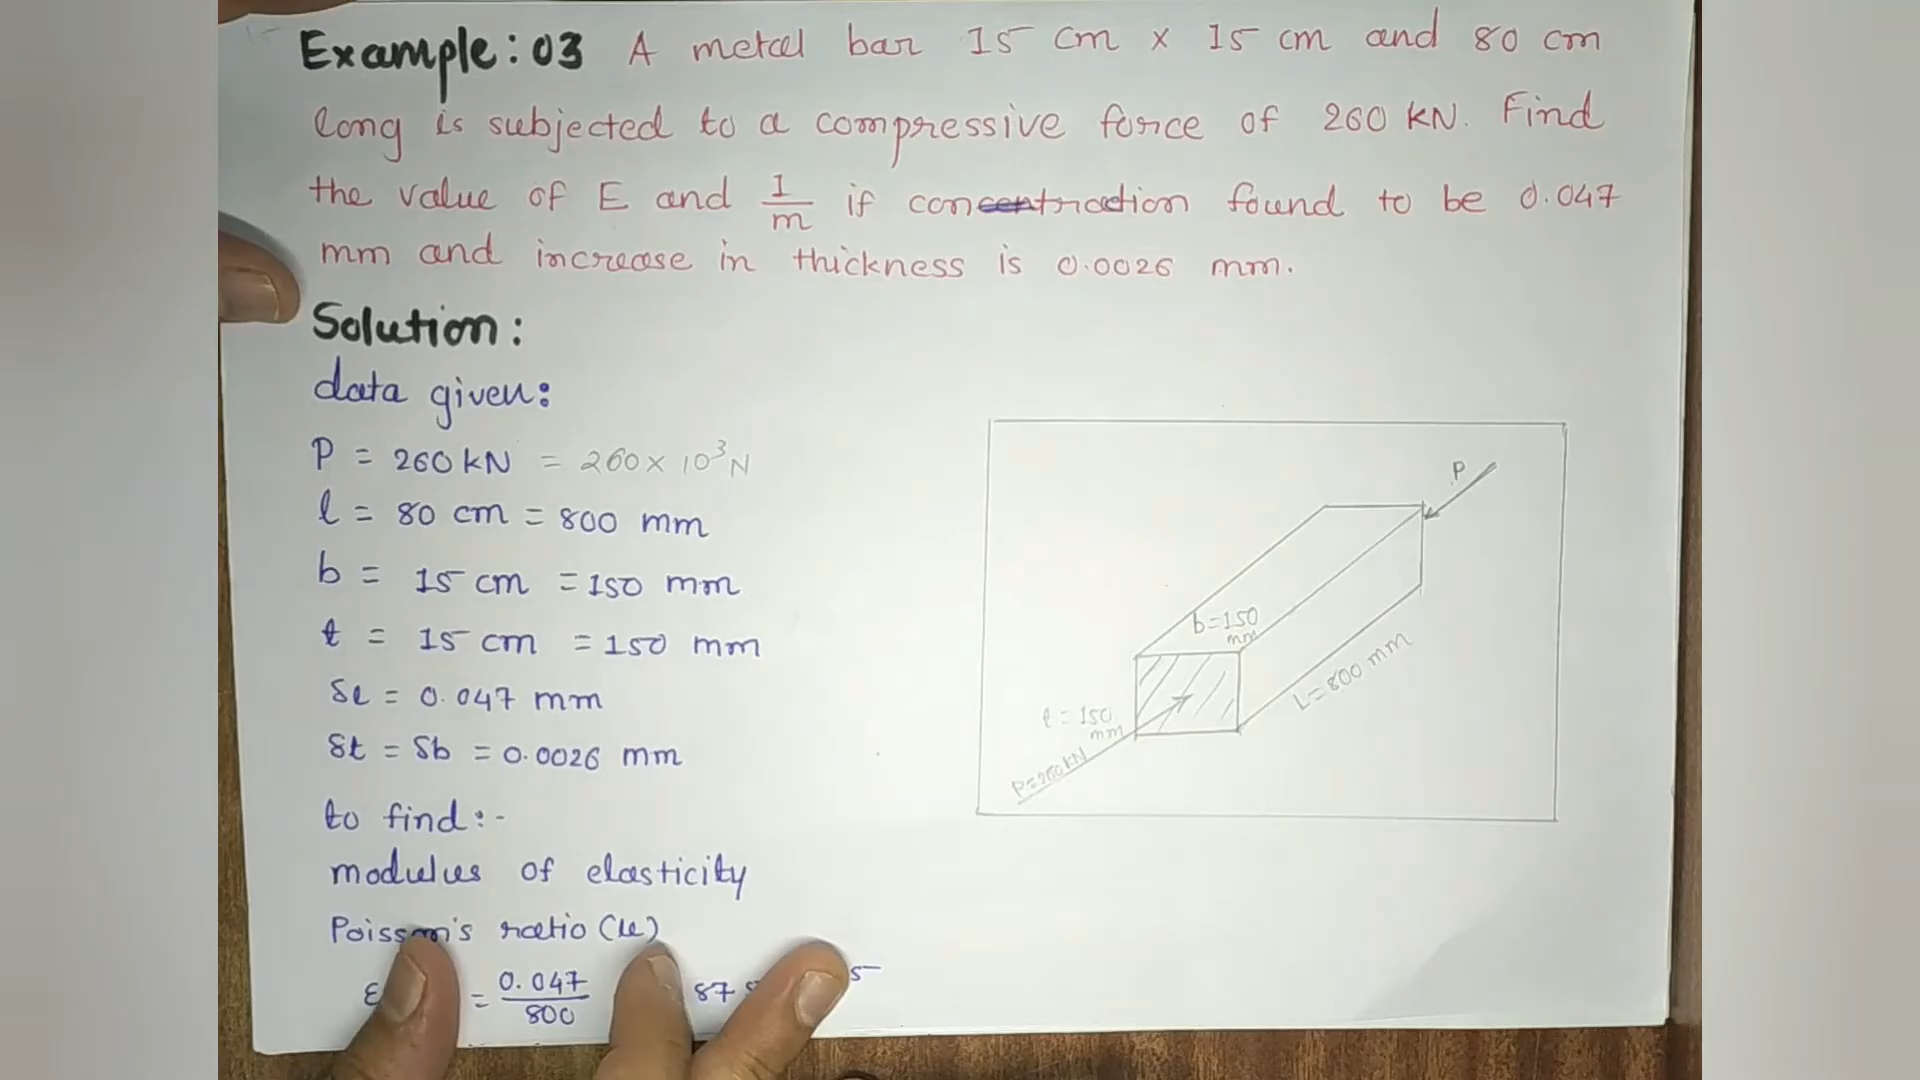 Example: 03 A metal bar 15 cm x 15 cm and 80 cm
long is subjected to a compressive force of 260 KN. Find
the value of E and 1/m if contraction found to be 0.047
mm and increase in thickness is 0.0026 mm.
Solution:
data given:
P = 260 kN = 260 x 10³ N
l = 80 cm = 800 mm
b = 15 cm = 150 mm
t = 15 cm = 150 mm
δl = 0.047 mm
δt = δb = 0.0026 mm
to find:-
modulus of elasticity
Poisson's ratio (μ)
ε = 0.047/800 87
P
b=150
mm
L=800 mm
t = 150
mm
P=260 kN